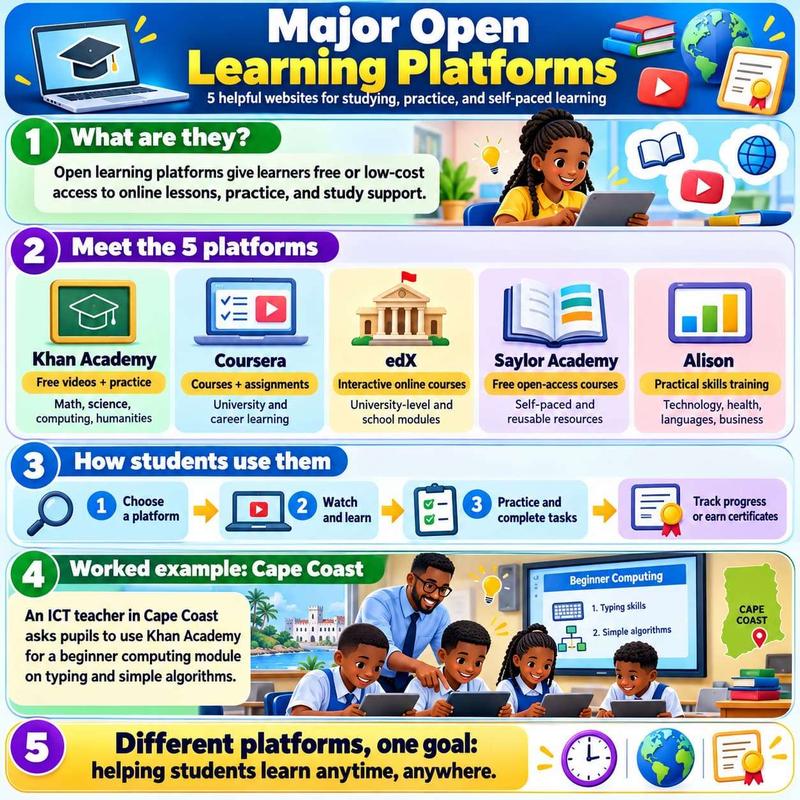 Major Open
Learning Platforms
5 helpful websites for studying, practice, and self-paced learning
1
What are they?
Open learning platforms give learners free or low-cost
access to online lessons, practice, and study support.
2
Meet the 5 platforms
Khan Academy
Free videos + practice
Math, science,
computing, humanities
Coursera
Courses + assignments
University and
career learning
edX
Interactive online courses
University-level and
school modules
Saylor Academy
Free open-access courses
Self-paced and
reusable resources
Alison
Practical skills training
Technology, health,
languages, business
3
How students use them
1
Choose
a platform
2
Watch
and learn
3
Practice and
complete tasks
Track progress
or earn certificates
4
Worked example: Cape Coast
An ICT teacher in Cape Coast
asks pupils to use Khan Academy
for a beginner computing module
on typing and simple algorithms.
Beginner Computing
1. Typing skills
2. Simple algorithms
CAPE
COAST
5
Different platforms, one goal:
helping students learn anytime, anywhere.